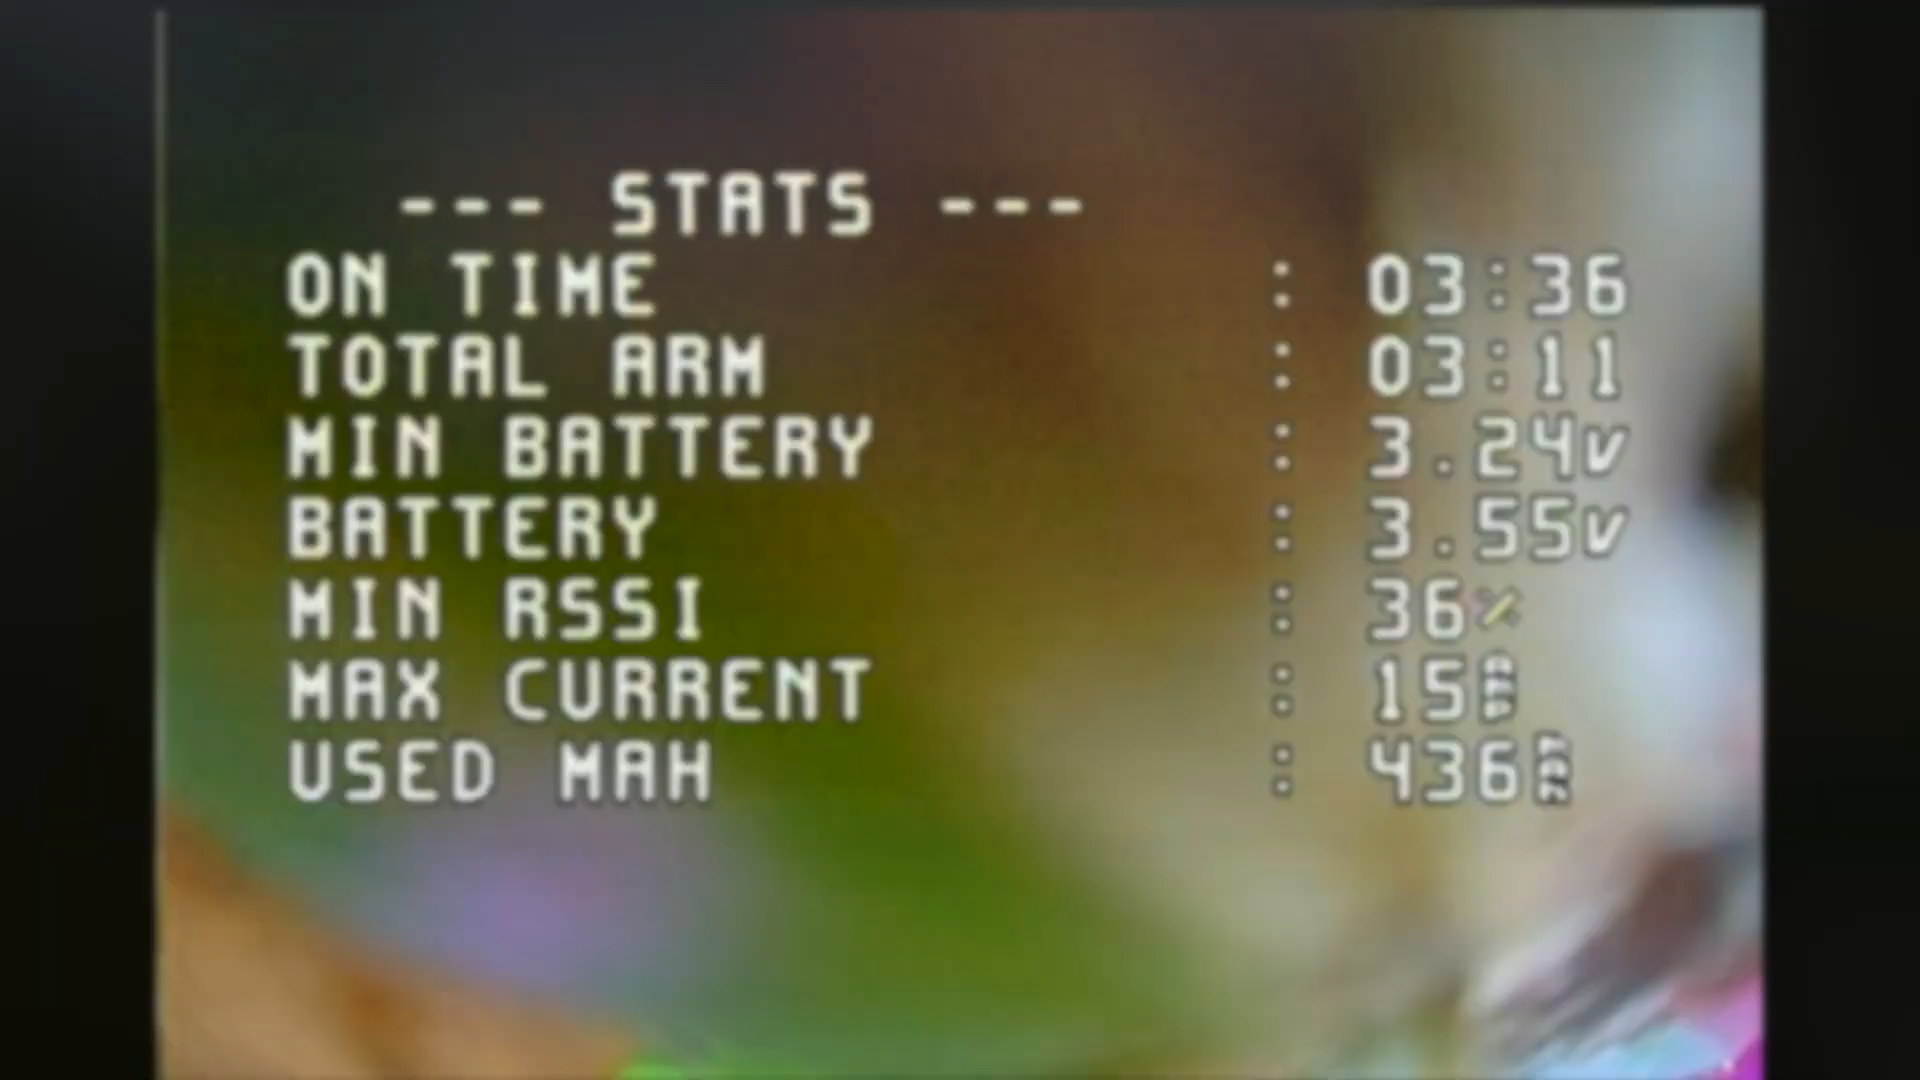 --- STATS ---
ON TIME : 03:36
TOTAL ARM : 03:11
MIN BATTERY : 3.24V
BATTERY : 3.55V
MIN RSSI : 36%
MAX CURRENT : 15A
USED MAH : 436